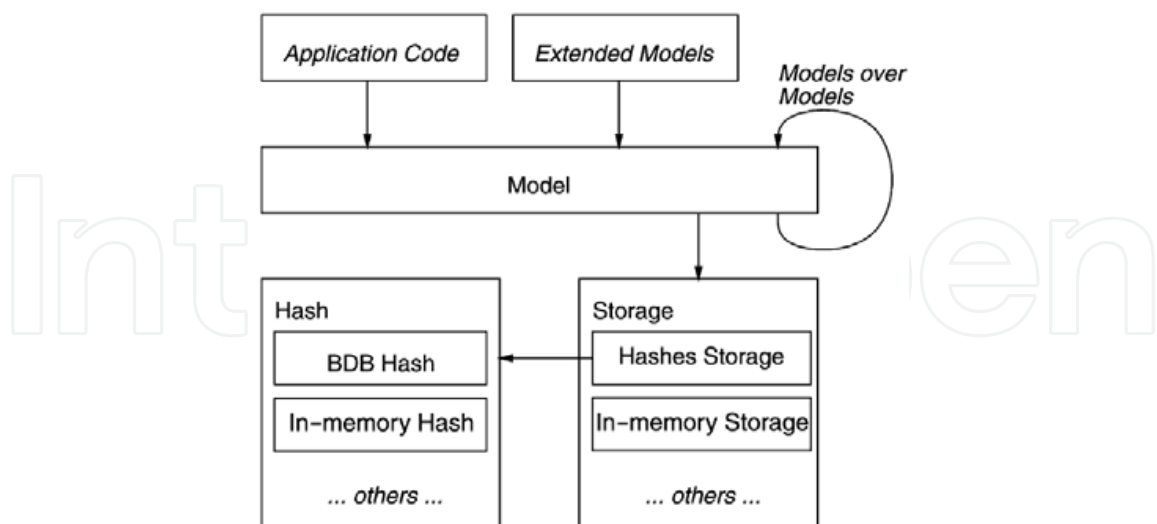 Application Code
Extended Models
Models over
Models
Model
Hash
BDB Hash
In-memory Hash
... others ...
Storage
Hashes Storage
In-memory Storage
... others ...